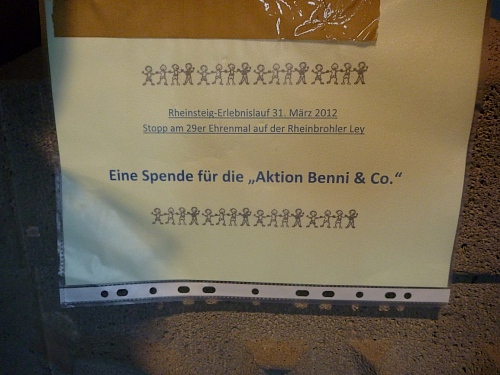 Rheinsteig-Erlebnislauf 31. März 2012
Stopp am 29er Ehrenmal auf der Rheinbrohler Ley
Eine Spende für die „Aktion Benni & Co.“